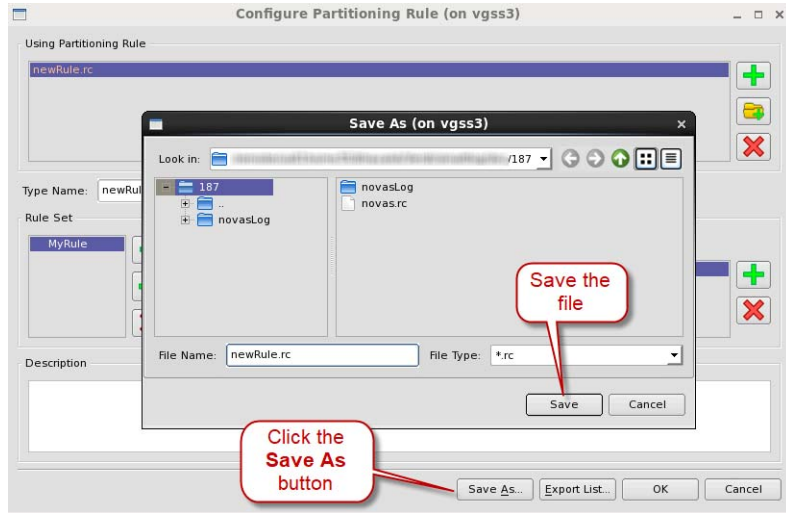 Configure Partitioning Rule (on vgss3)
Using Partitioning Rule
newRule.rc
Save As (on vgss3)
Look in: /187
187
..
novasLog
novasLog
novas.rc
Type Name: newRul
Rule Set
MyRule
Save the
file
File Name: newRule.rc File Type: *.rc
Description
Save Cancel
Click the
Save As
button
Save As... Export List... OK Cancel